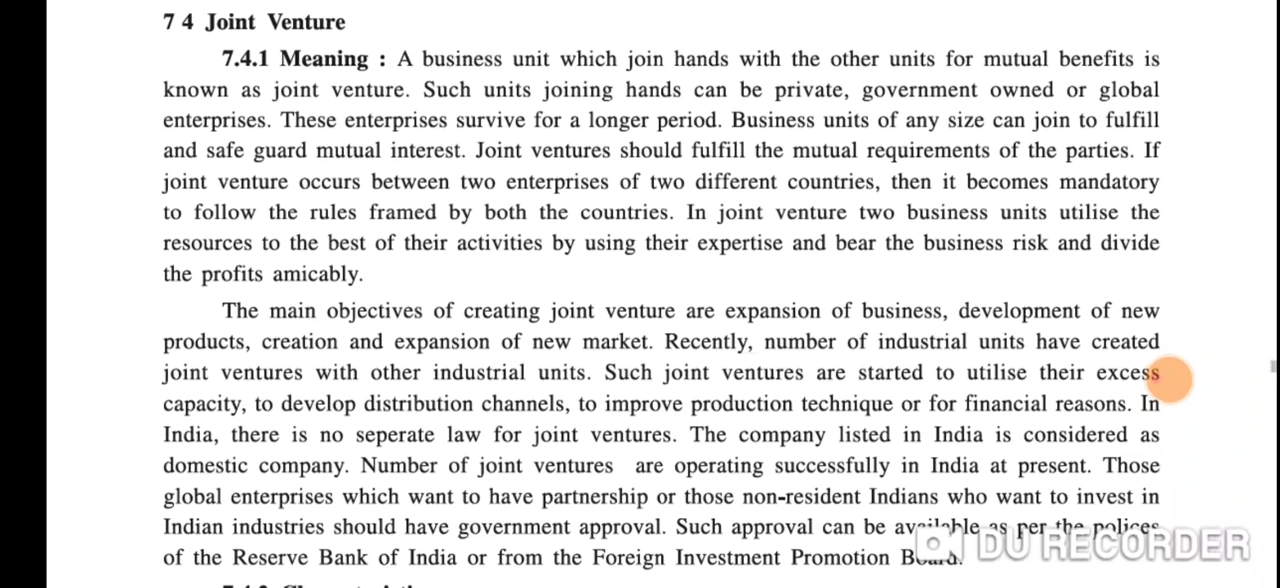 7 4 Joint Venture
7.4.1 Meaning : A business unit which join hands with the other units for mutual benefits is
known as joint venture. Such units joining hands can be private, government owned or global
enterprises. These enterprises survive for a longer period. Business units of any size can join to fulfill
and safe guard mutual interest. Joint ventures should fulfill the mutual requirements of the parties. If
joint venture occurs between two enterprises of two different countries, then it becomes mandatory
to follow the rules framed by both the countries. In joint venture two business units utilise the
resources to the best of their activities by using their expertise and bear the business risk and divide
the profits amicably.
The main objectives of creating joint venture are expansion of business, development of new
products, creation and expansion of new market. Recently, number of industrial units have created
joint ventures with other industrial units. Such joint ventures are started to utilise their excess
capacity, to develop distribution channels, to improve production technique or for financial reasons. In
India, there is no seperate law for joint ventures. The company listed in India is considered as
domestic company. Number of joint ventures are operating successfully in India at present. Those
global enterprises which want to have partnership or those non-resident Indians who want to invest in
Indian industries should have government approval. Such approval can be available as per the polices
of the Reserve Bank of India or from the Foreign Investment Promotion Board.
DU RECORDER